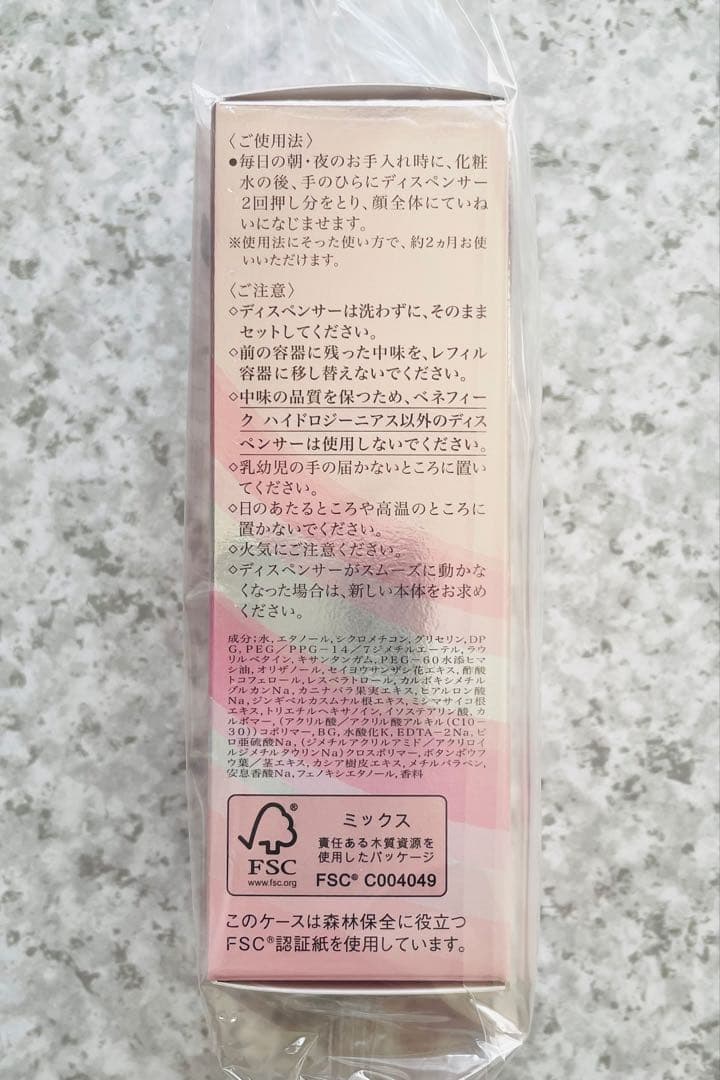 〈ご使用法〉
●毎日の朝・夜のお手入れ時に、化粧
水の後、手のひらにディスペンサー
2回押し分をとり、顔全体にていね
いになじませます。
※使用法にそった使い方で、約2ヵ月お使
いいただけます。
〈ご注意〉
◇ディスペンサーは洗わずに、そのまま
セットしてください。
◇前の容器に残った中味を、レフィル
容器に移し替えないでください。
◇中味の品質を保つため、ベネフィー
ク ハイドロジーニアス以外のディス
ペンサーは使用しないでください。
◇乳幼児の手の届かないところに置い
てください。
◇日のあたるところや高温のところに
置かないでください。
◇火気にご注意ください。
◇ディスペンサーがスムーズに動かな
くなった場合は、新しい本体をお求め
ください。
成分：水，エタノール，シクロメチコン，グリセリン，DP
G，PEG／PPG－14／7ジメチルエーテル，ラウ
リルベタイン，キサンタンガム，PEG－60水添ヒマ
シ油，オリザノール，セイヨウサンザシ花エキス，酢酸
トコフェロール，レスベラトロール，カルボキシメチル
グルカンNa，カニナバラ果実エキス，ヒアルロン酸
Na，ジンギベルカスムナル根エキス，ミシマサイコ根
エキス，トリエチルヘキサノイン，イソステアリン酸，カ
ルボマー，（アクリル酸／アクリル酸アルキル（C10－
30））コポリマー，BG，水酸化K，EDTA－2Na，ピ
ロ亜硫酸Na，（ジメチルアクリルアミド／アクリロイ
ルジメチルタウリンNa）クロスポリマー，ボタンボウフ
ウ葉／茎エキス，カシア樹皮エキス，メチルパラベン，
安息香酸Na，フェノキシエタノール，香料
FSC
www.fsc.org
ミックス
責任ある木質資源を
使用したパッケージ
FSC® C004049
このケースは森林保全に役立つ
FSC®認証紙を使用しています。